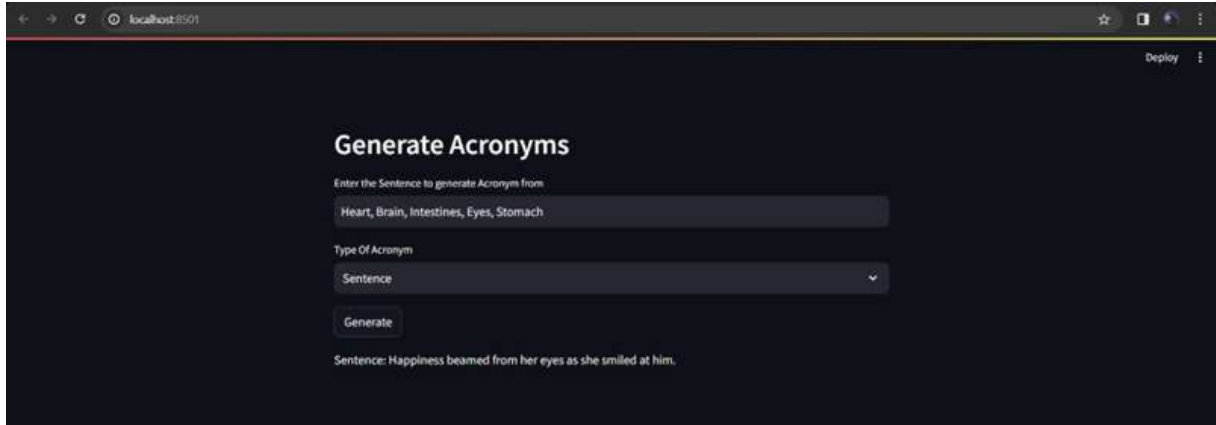 localhost:8501
Deploy
Generate Acronyms
Enter the Sentence to generate Acronym from
Heart, Brain, Intestines, Eyes, Stomach
Type Of Acronym
Sentence
Generate
Sentence: Happiness beamed from her eyes as she smiled at him.